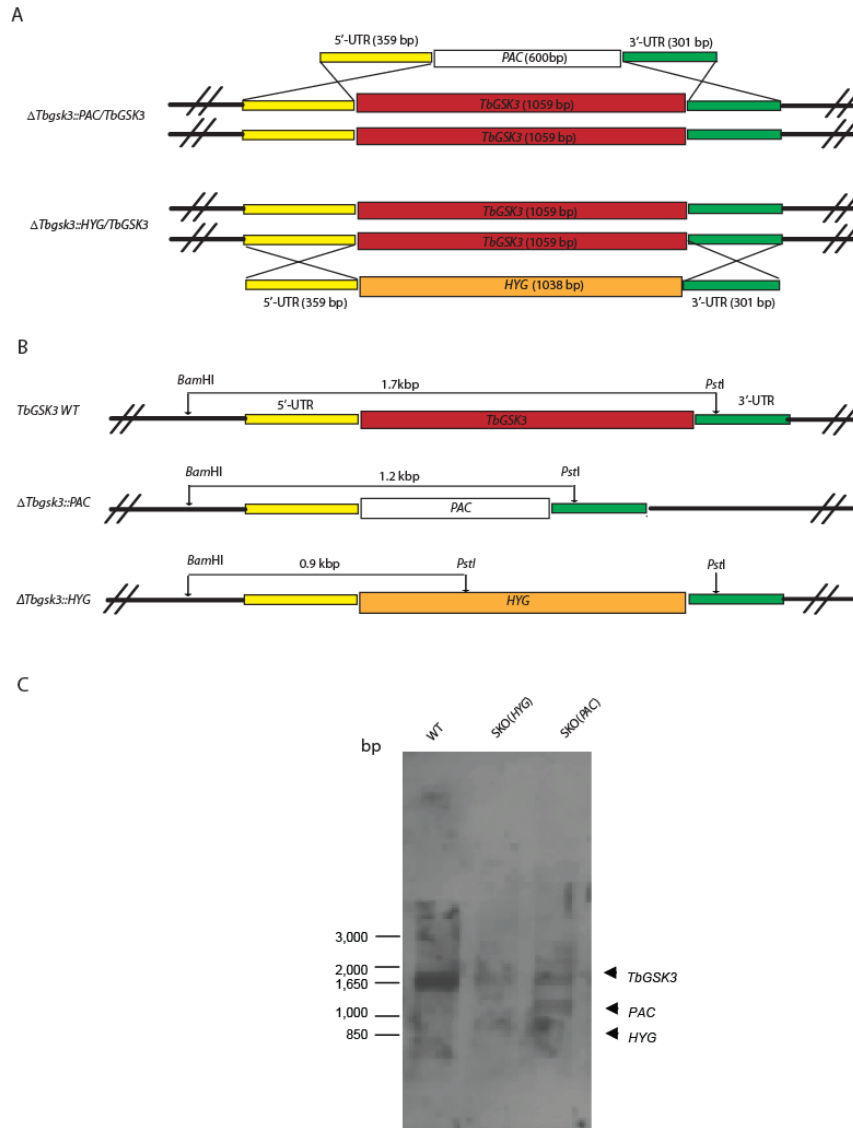 A
5'-UTR (359 bp)
PAC (600bp)
3'-UTR (301 bp)
ΔTbgsk3::PAC/TbGSK3
TbGSK3 (1059 bp)
TbGSK3 (1059 bp)
ΔTbgsk3::HYG/TbGSK3
TbGSK3 (1059 bp)
TbGSK3 (1059 bp)
HYG (1038 bp)
5'-UTR (359 bp)
3'-UTR (301 bp)
B
BamHI
1.7kbp
PstI
TbGSK3 WT
5'-UTR
TbGSK3
3'-UTR
BamHI
1.2 kbp
PstI
ΔTbgsk3::PAC
PAC
BamHI
0.9 kbp
PstI
PstI
ΔTbgsk3::HYG
HYG
C
bp
WT
SKO(HYG)
SKO(PAC)
3,000
2,000
1,650
1,000
850
TbGSK3
PAC
HYG